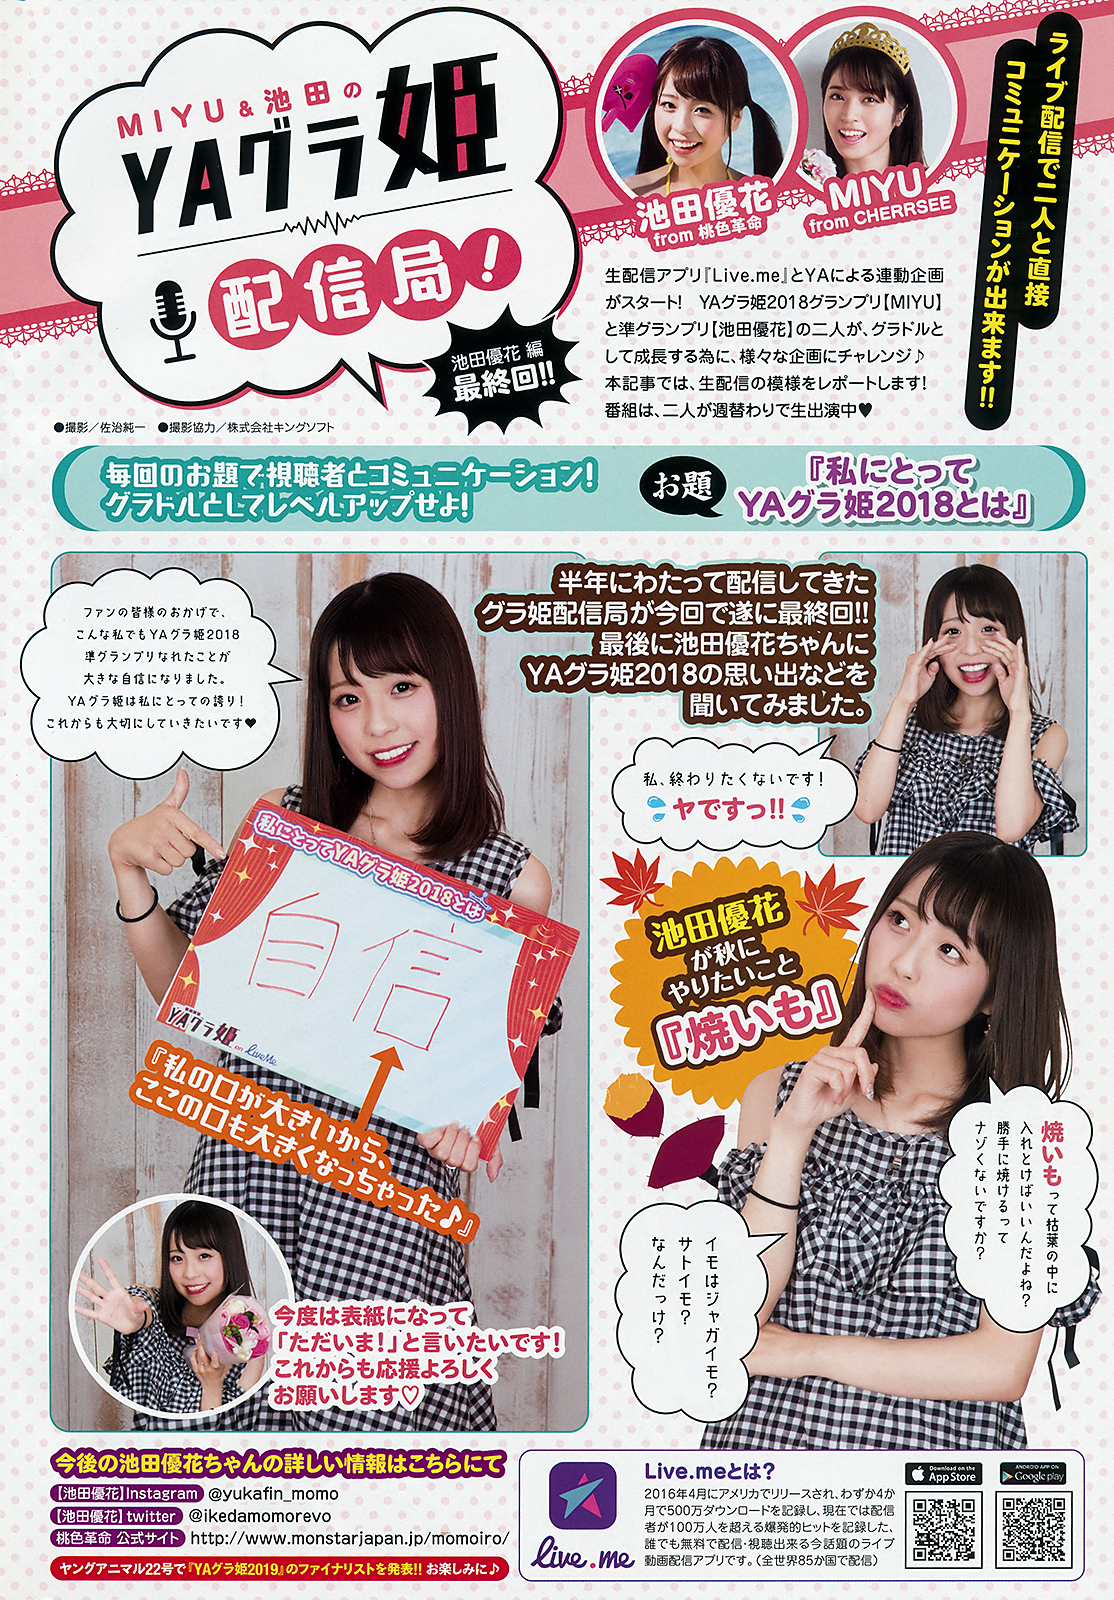 MIYU&池田の
YAグラ姫
配信局!
池田優花 編
最終回!!
池田優花
from 桃色革命
MIYU
from CHERRSEE
ライブ配信で二人と直接
コミュニケーションが出来ます!!
生配信アプリ『Live.me』とYAによる連動企画
がスタート! YAグラ姫2018グランプリ【MIYU】
と準グランプリ【池田優花】の二人が、グラドルと
して成長する為に、様々な企画にチャレンジ♪
本記事では、生配信の模様をレポートします!
番組は、二人が週替わりで生出演中♥
●撮影/佐治純一 ●撮影協力/株式会社キングソフト
毎回のお題で視聴者とコミュニケーション!
グラドルとしてレベルアップせよ!
お題
『私にとって
YAグラ姫2018とは』
ファンの皆様のおかげで、
こんな私でもYAグラ姫2018
準グランプリなれたことが
大きな自信になりました。
YAグラ姫は私にとっての誇り!
これからも大切にしていきたいです♥
半年にわたって配信してきた
グラ姫配信局が今回で遂に最終回!!
最後に池田優花ちゃんに
YAグラ姫2018の思い出などを
聞いてみました。
私、終わりたくないです!
ヤですっ!!
私にとってYAグラ姫2018とは
自信
YAグラ姫 on LiveMe
『私の口が大きいから、
ここの口も大きくなっちゃった♪』
池田優花
が秋に
やりたいこと
『焼いも』
焼いもって枯葉の中に
入れとけばいいんだよね?
勝手に焼けるって
ナゾくないですか?
イモはジャガイモ?
サトイモ?
なんだっけ?
今度は表紙になって
「ただいま!」と言いたいです!
これからも応援よろしく
お願いします♡
今後の池田優花ちゃんの詳しい情報はこちらにて
【池田優花】Instagram @yukafin_momo
【池田優花】twitter @ikedamomorevo
桃色革命 公式サイト http://www.monstarjapan.jp/momoiro/
ヤングアニマル22号で『YAグラ姫2019』のファイナリストを発表!! お楽しみに♪
live.me
Live.meとは?
2016年4月にアメリカでリリースされ、わずか4か
月で500万ダウンロードを記録し、現在では配信
者が100万人を超える爆発的ヒットを記録した、
誰でも無料で配信・視聴出来る今話題のライブ
動画配信アプリです。(全世界85か国で配信)
Download on the
App Store
ANDROID APP ON
Google play